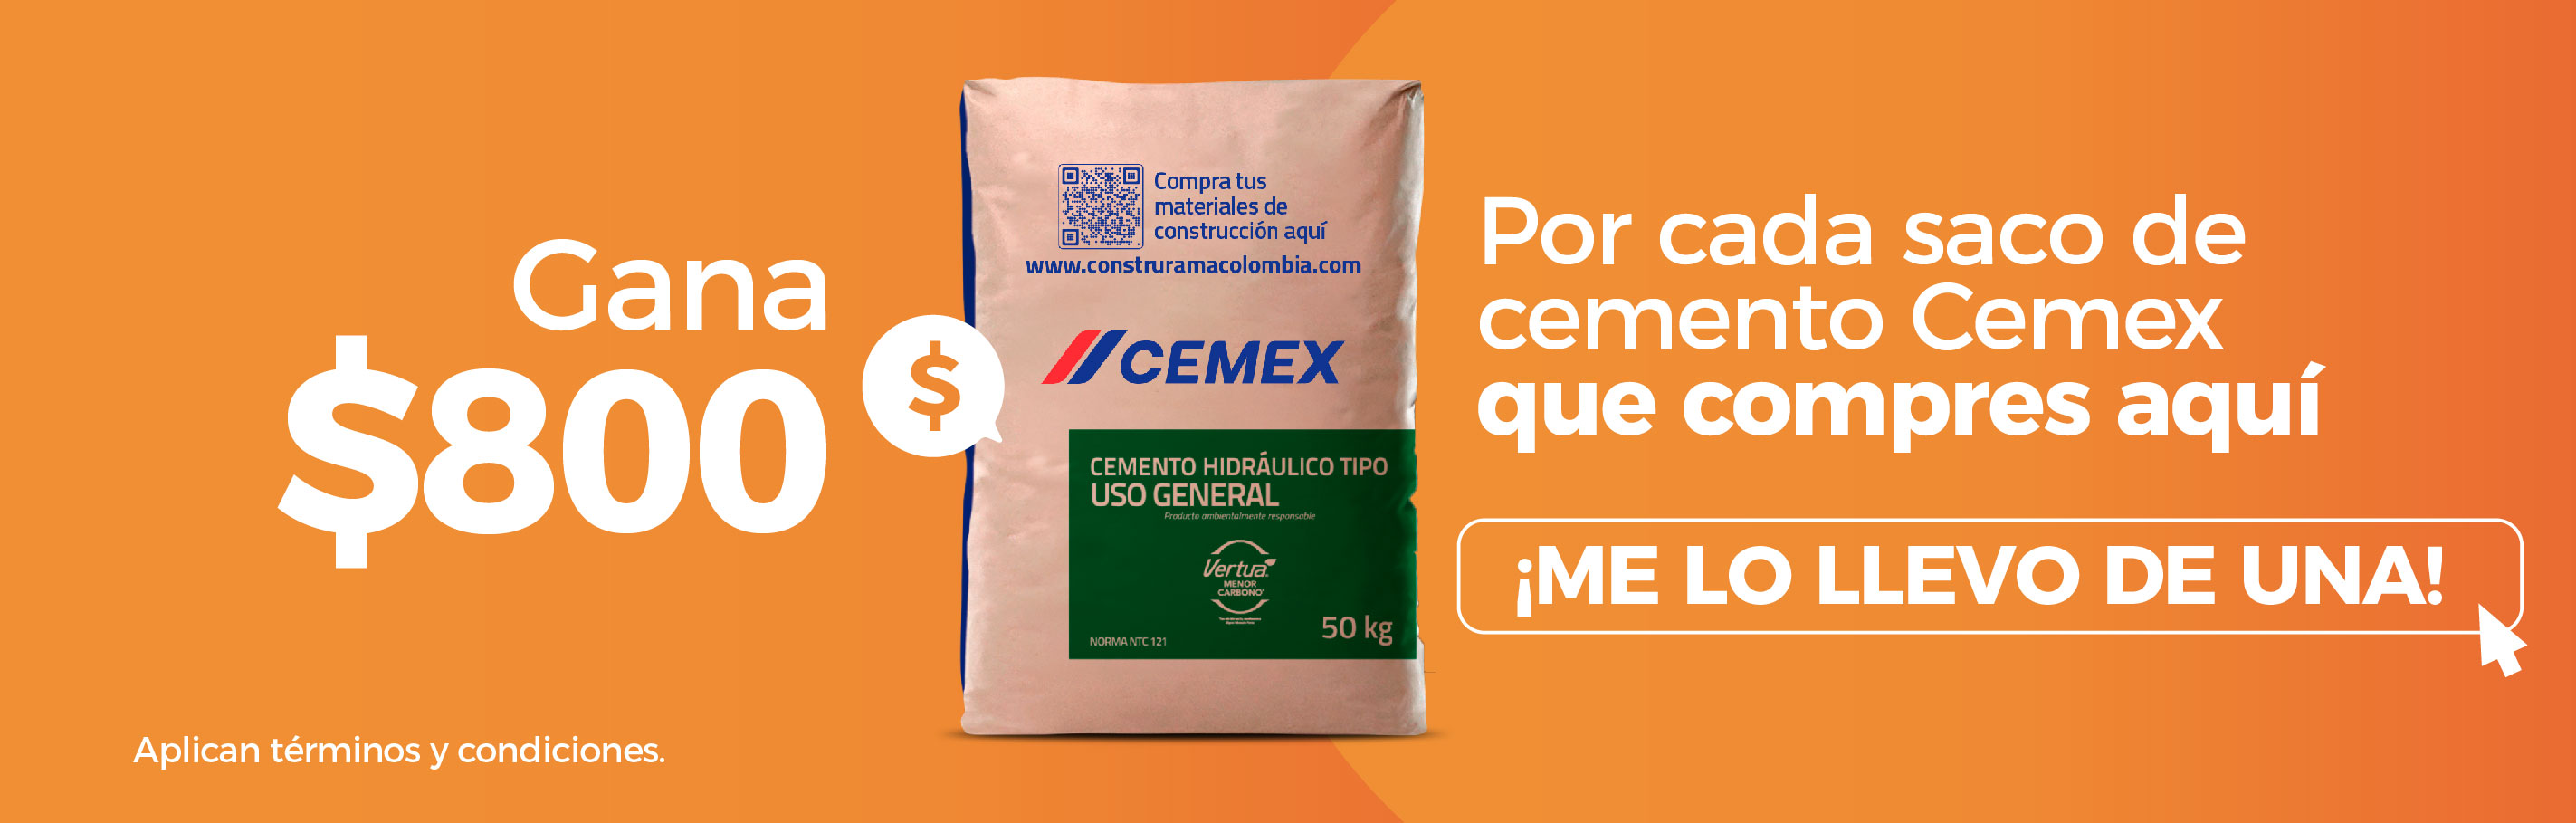 Gana
$800
$
Compra tus
materiales de
construcción aquí
www.construramacolombia.com
CEMEX
CEMENTO HIDRÁULICO TIPO
USO GENERAL
Producto ambientalmente responsable
Vertua
MENOR
CARBONO
NORMA NTC 121
50 kg
Por cada saco de
cemento Cemex
que compres aquí
¡ME LO LLEVO DE UNA!
Aplican términos y condiciones.